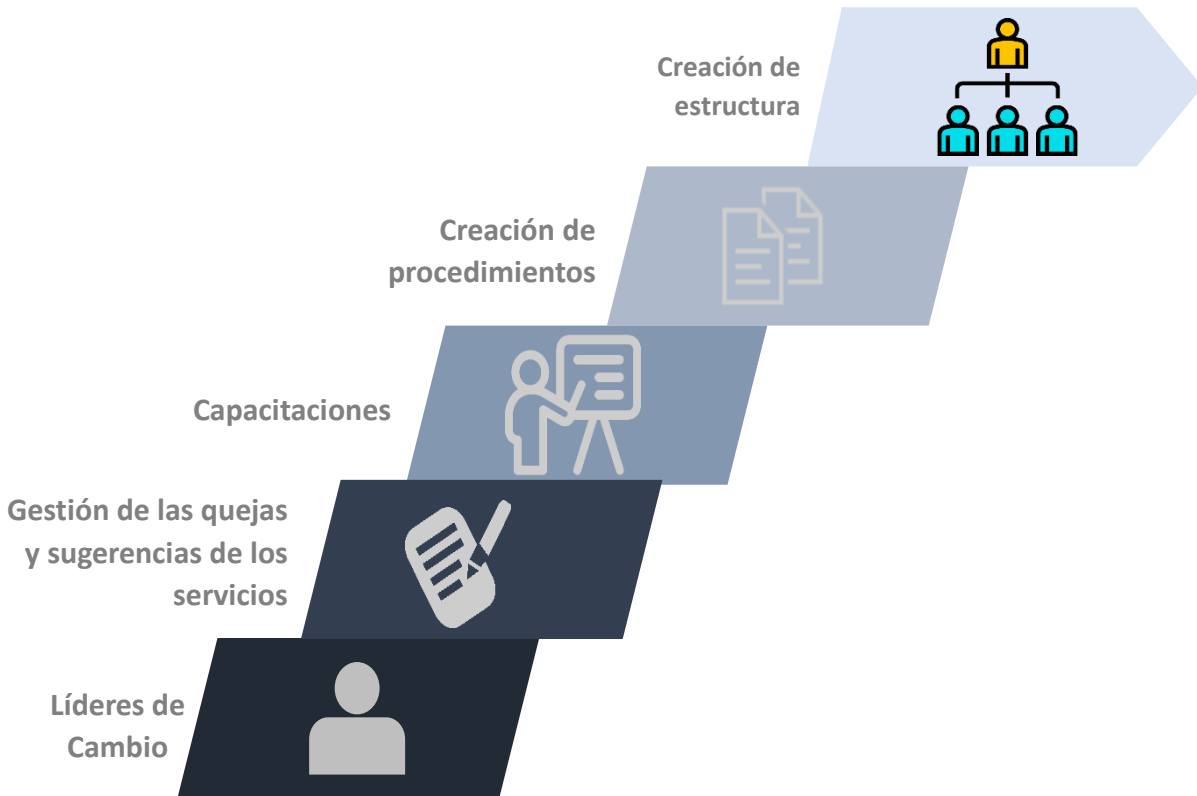 Creación de
estructura
Creación de
procedimientos
Capacitaciones
Gestión de las quejas
y sugerencias de los
servicios
Líderes de
Cambio